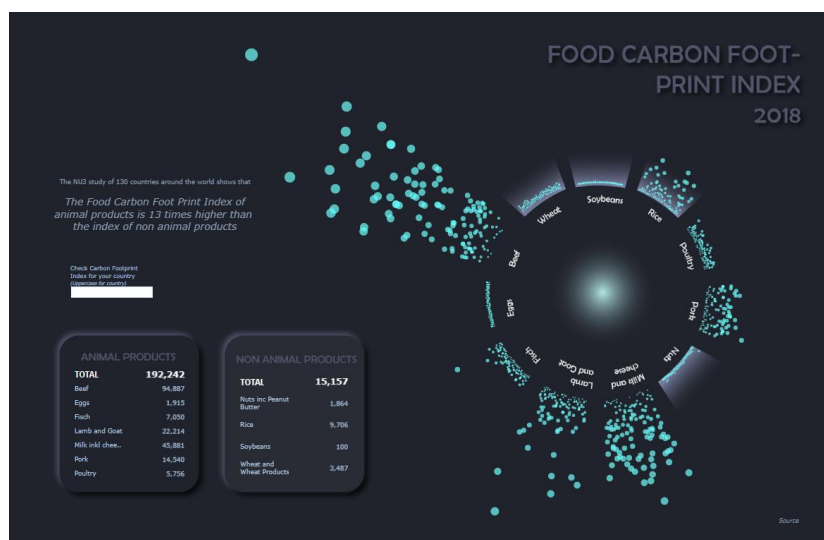 FOOD CARBON FOOT-
PRINT INDEX
2018
The NU3 study of 130 countries around the world shows that
The Food Carbon Foot Print Index of
animal products is 13 times higher than
the index of non animal products
Check Carbon Footprint
Index for your country
(Uppercase for country)
Beef
Wheat
Soybeans
Rice
Poultry
Pork
Nuts
Milb and
cheese
Lamb
and Goat
Fisch
Eggs
ANIMAL PRODUCTS
TOTAL 192,242
Beef 94,887
Eggs 1,915
Fisch 7,050
Lamb and Goat 22,214
Milk inkl chee.. 45,881
Pork 14,540
Poultry 5,756
NON ANIMAL PRODUCTS
TOTAL 15,157
Nuts inc Peanut
Butter 1,864
Rice 9,706
Soybeans 100
Wheat and
Wheat Products 3,487
Source